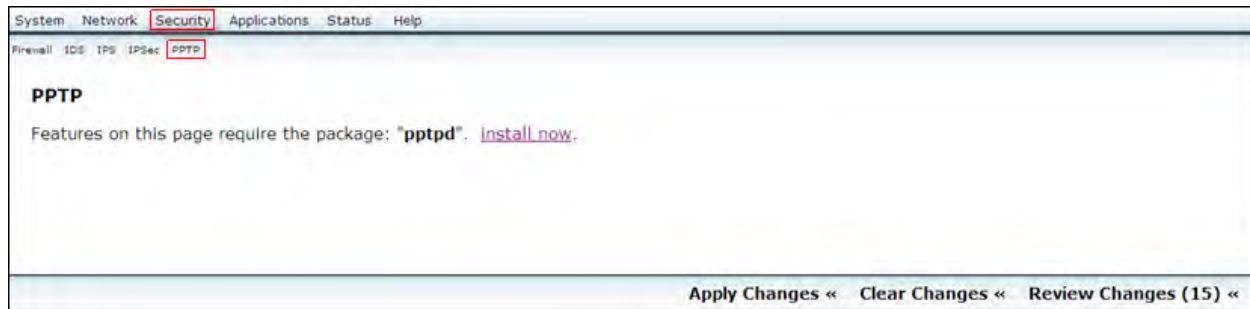 System Network Security Applications Status Help
Firewall IDS IPS IPSec PPTP
PPTP
Features on this page require the package: "pptpd". install now.
Apply Changes « Clear Changes « Review Changes (15) «